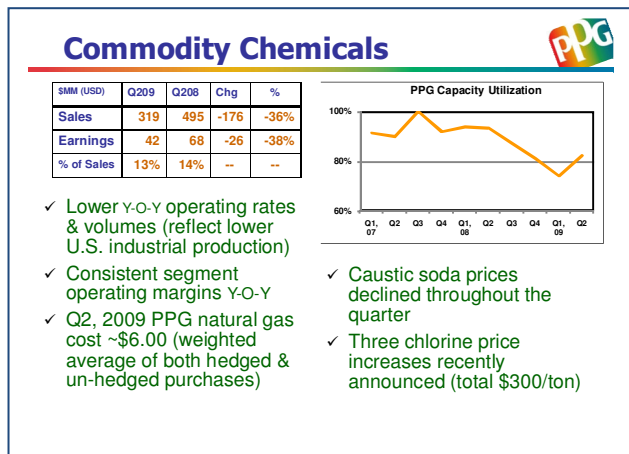 Commodity Chemicals
PPG
$MM (USD) Q209 Q208 Chg %
Sales 319 495 -176 -36%
Earnings 42 68 -26 -38%
% of Sales 13% 14% -- --
✓ Lower Y-O-Y operating rates
& volumes (reflect lower
U.S. industrial production)
✓ Consistent segment
operating margins Y-O-Y
✓ Q2, 2009 PPG natural gas
cost ~$6.00 (weighted
average of both hedged &
un-hedged purchases)
PPG Capacity Utilization
100%
80%
60%
Q1, 07 Q2 Q3 Q4 Q1, 08 Q2 Q3 Q4 Q1, 09 Q2
✓ Caustic soda prices
declined throughout the
quarter
✓ Three chlorine price
increases recently
announced (total $300/ton)